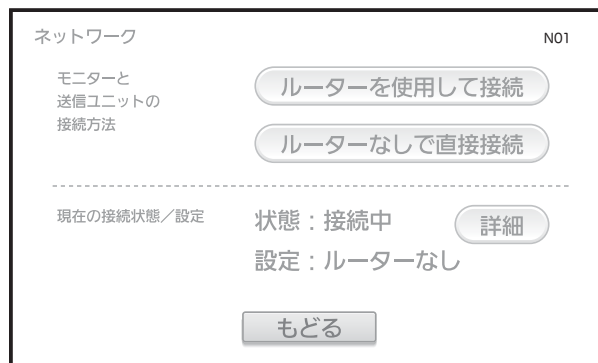 ネットワーク
N01
モニターと
送信ユニットの
接続方法
ルーターを使用して接続
ルーターなしで直接接続
現在の接続状態／設定
状態：接続中
詳細
設定：ルーターなし
もどる